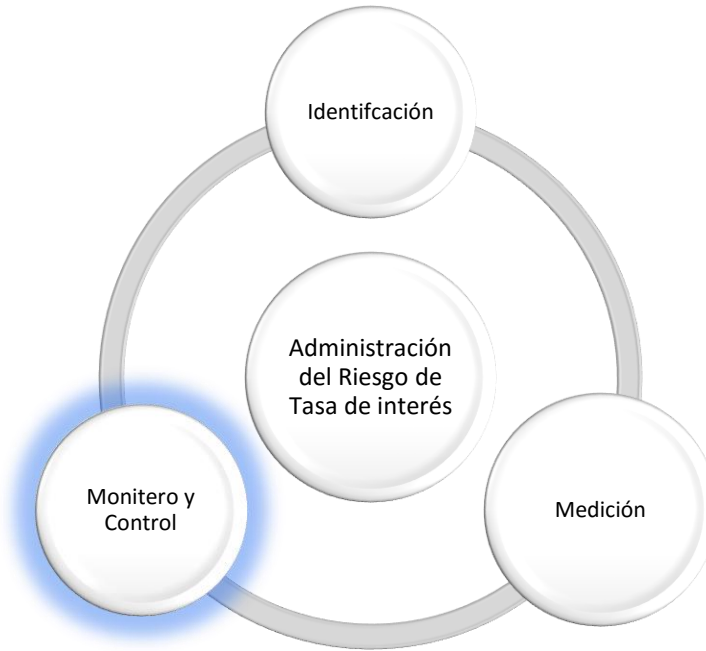 Identifcación
Administración
del Riesgo de
Tasa de interés
Monitero y
Control
Medición